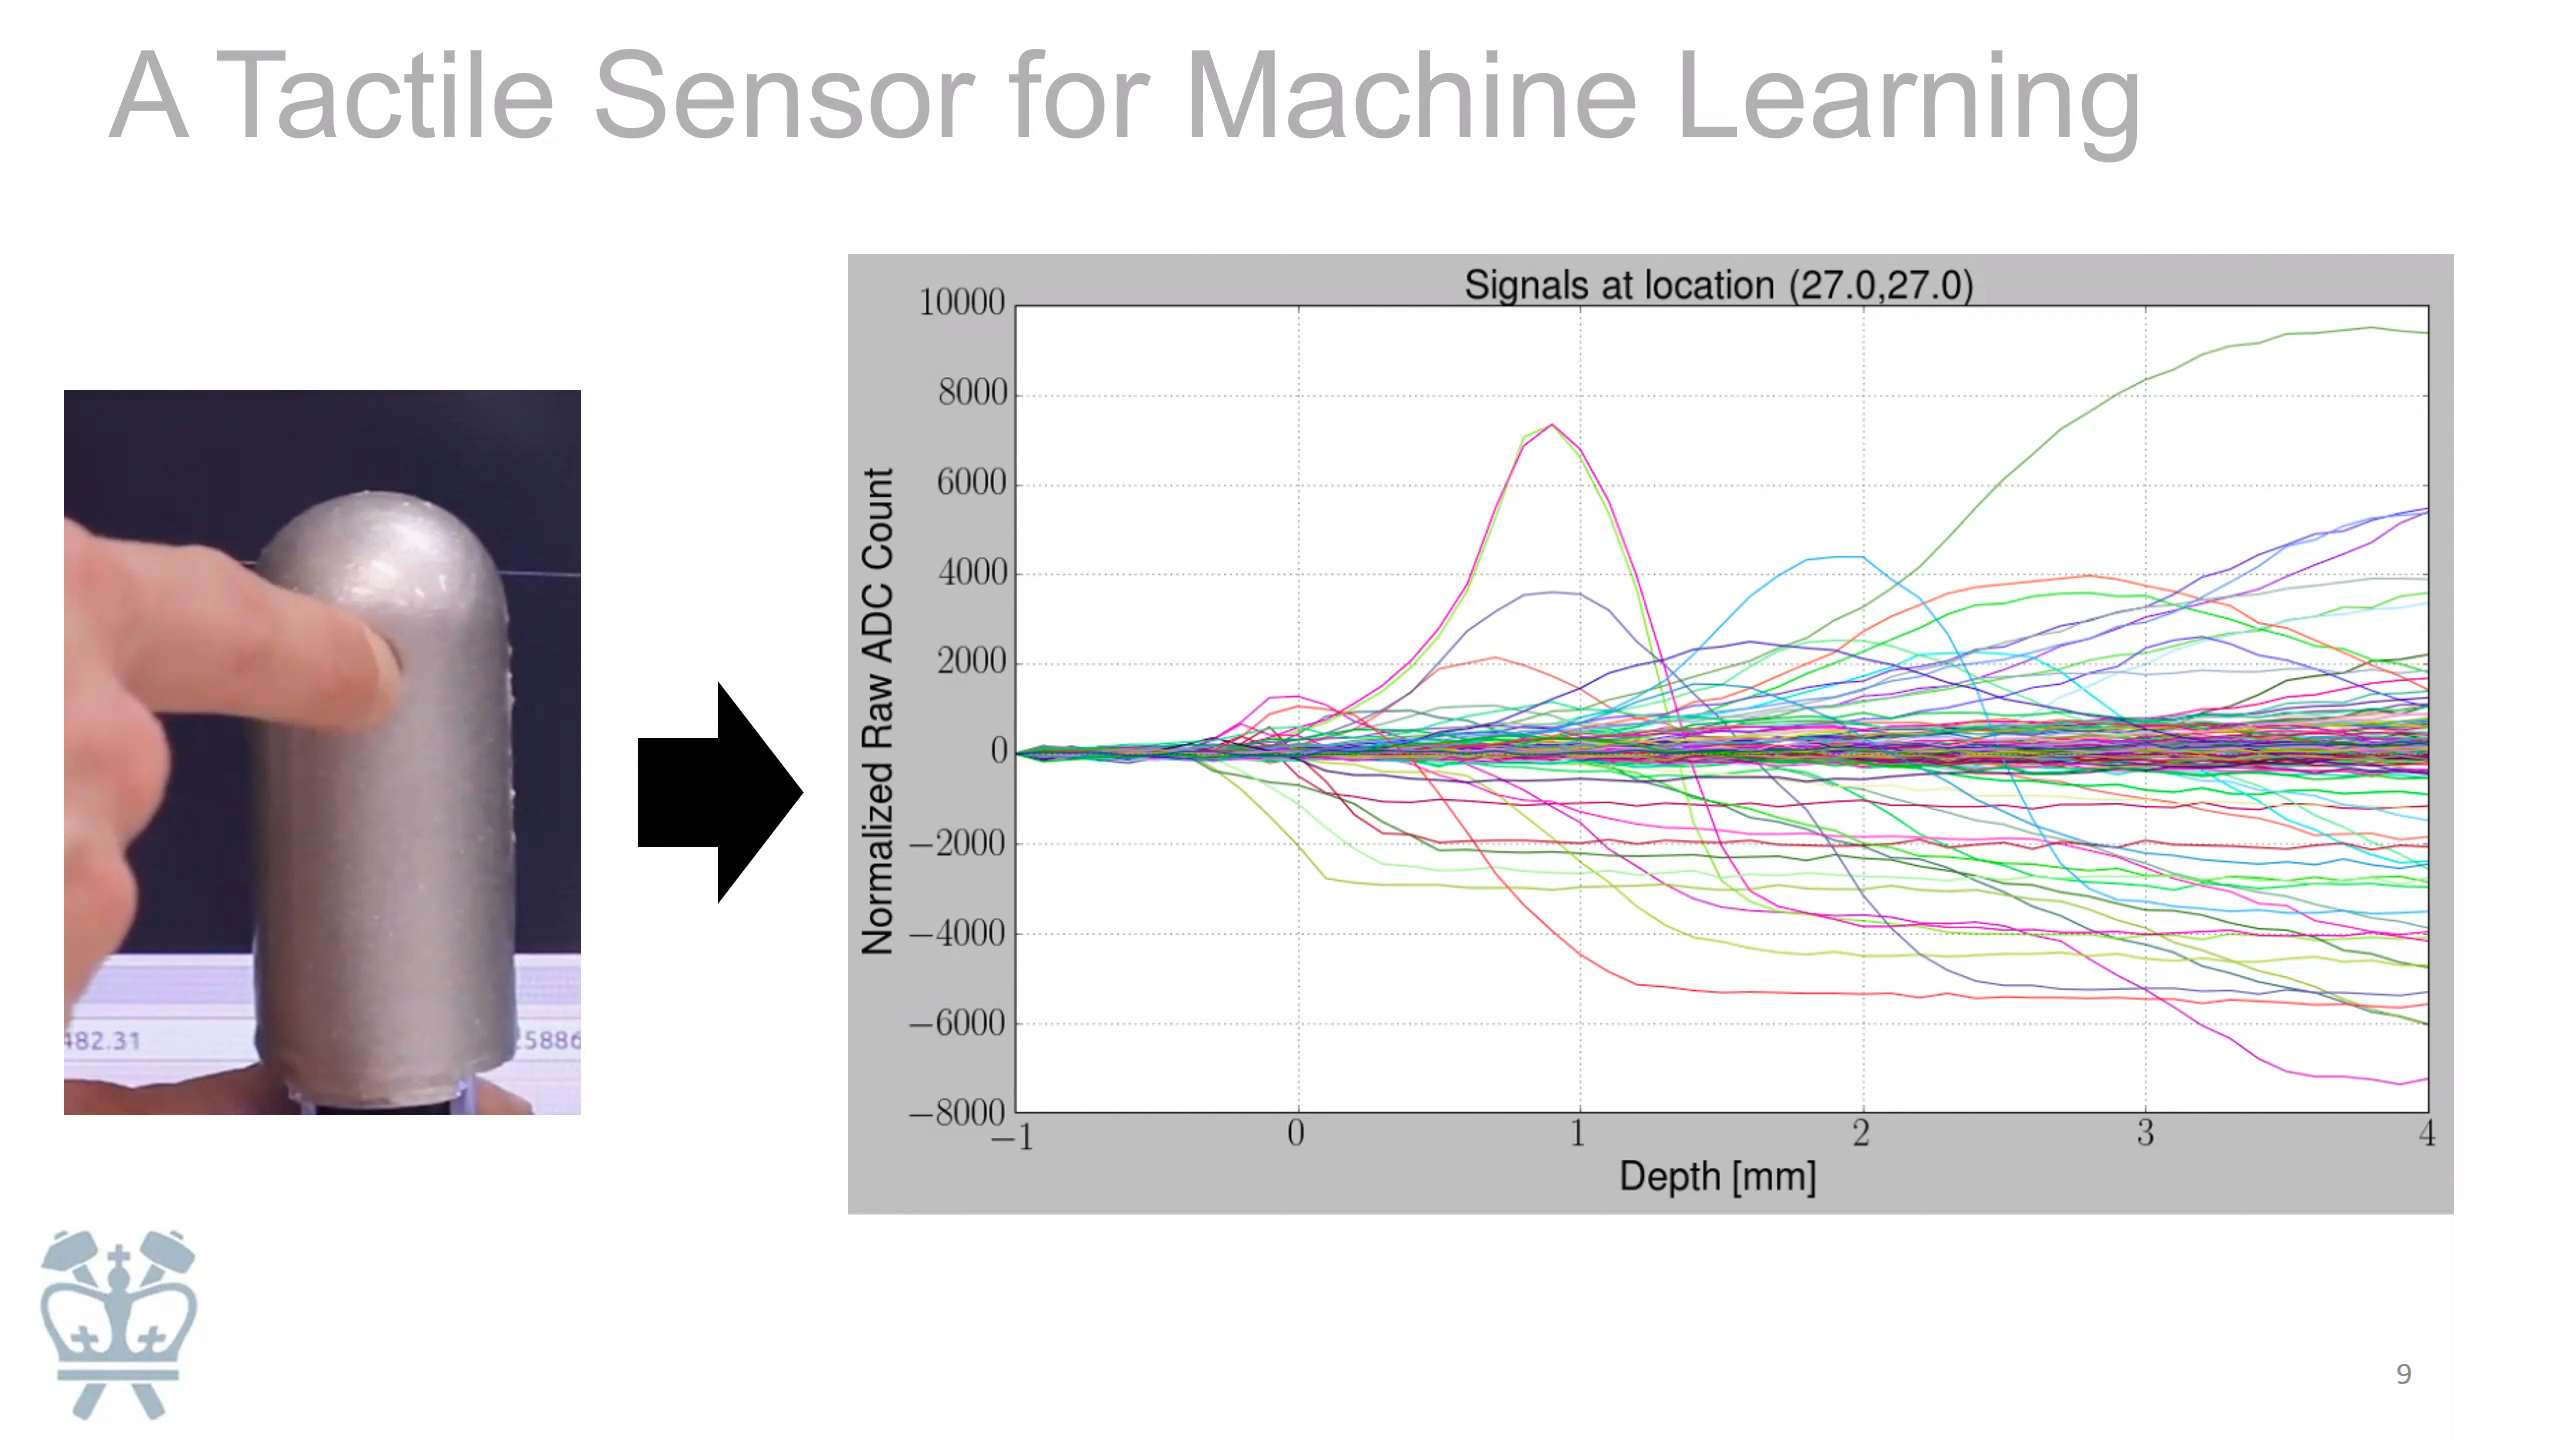 A Tactile Sensor for Machine Learning
482.31
5886
Signals at location (27.0,27.0)
Normalized Raw ADC Count
10000
8000
6000
4000
2000
0
−2000
−4000
−6000
−8000
−1 0 1 2 3 4
Depth [mm]
9